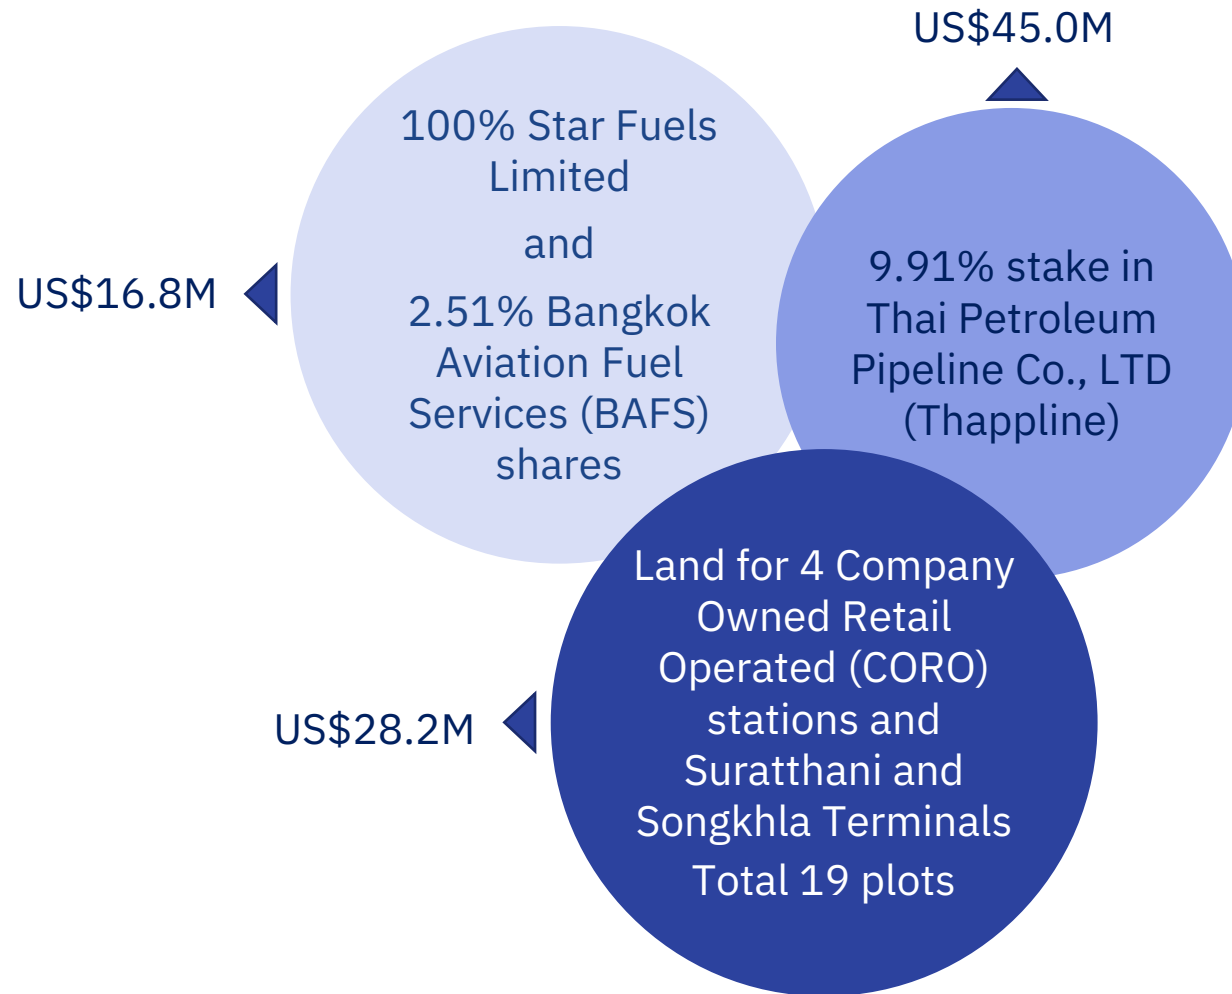 US$45.0M
100% Star Fuels
Limited
and
2.51% Bangkok
Aviation Fuel
Services (BAFS)
shares
US$16.8M
9.91% stake in
Thai Petroleum
Pipeline Co., LTD
(Thappline)
Land for 4 Company
Owned Retail
Operated (CORO)
stations and
Suratthani and
Songkhla Terminals
Total 19 plots
US$28.2M